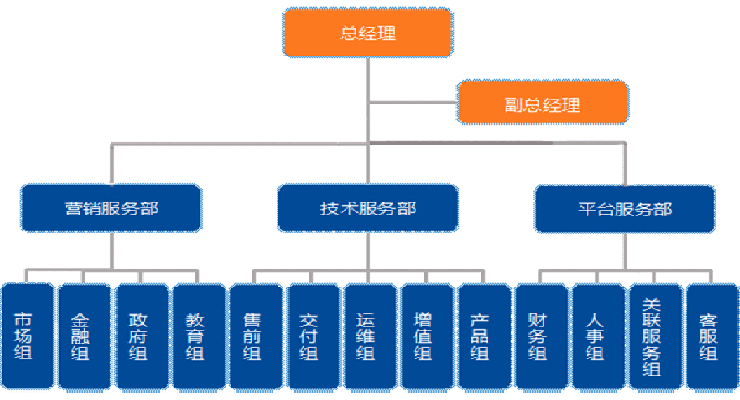 总经理
副总经理
营销服务部
技术服务部
平台服务部
市场组
金融组
政府组
教育组
售前组
交付组
运维组
增值组
产品组
财务组
人事组
关联服务组
客服组